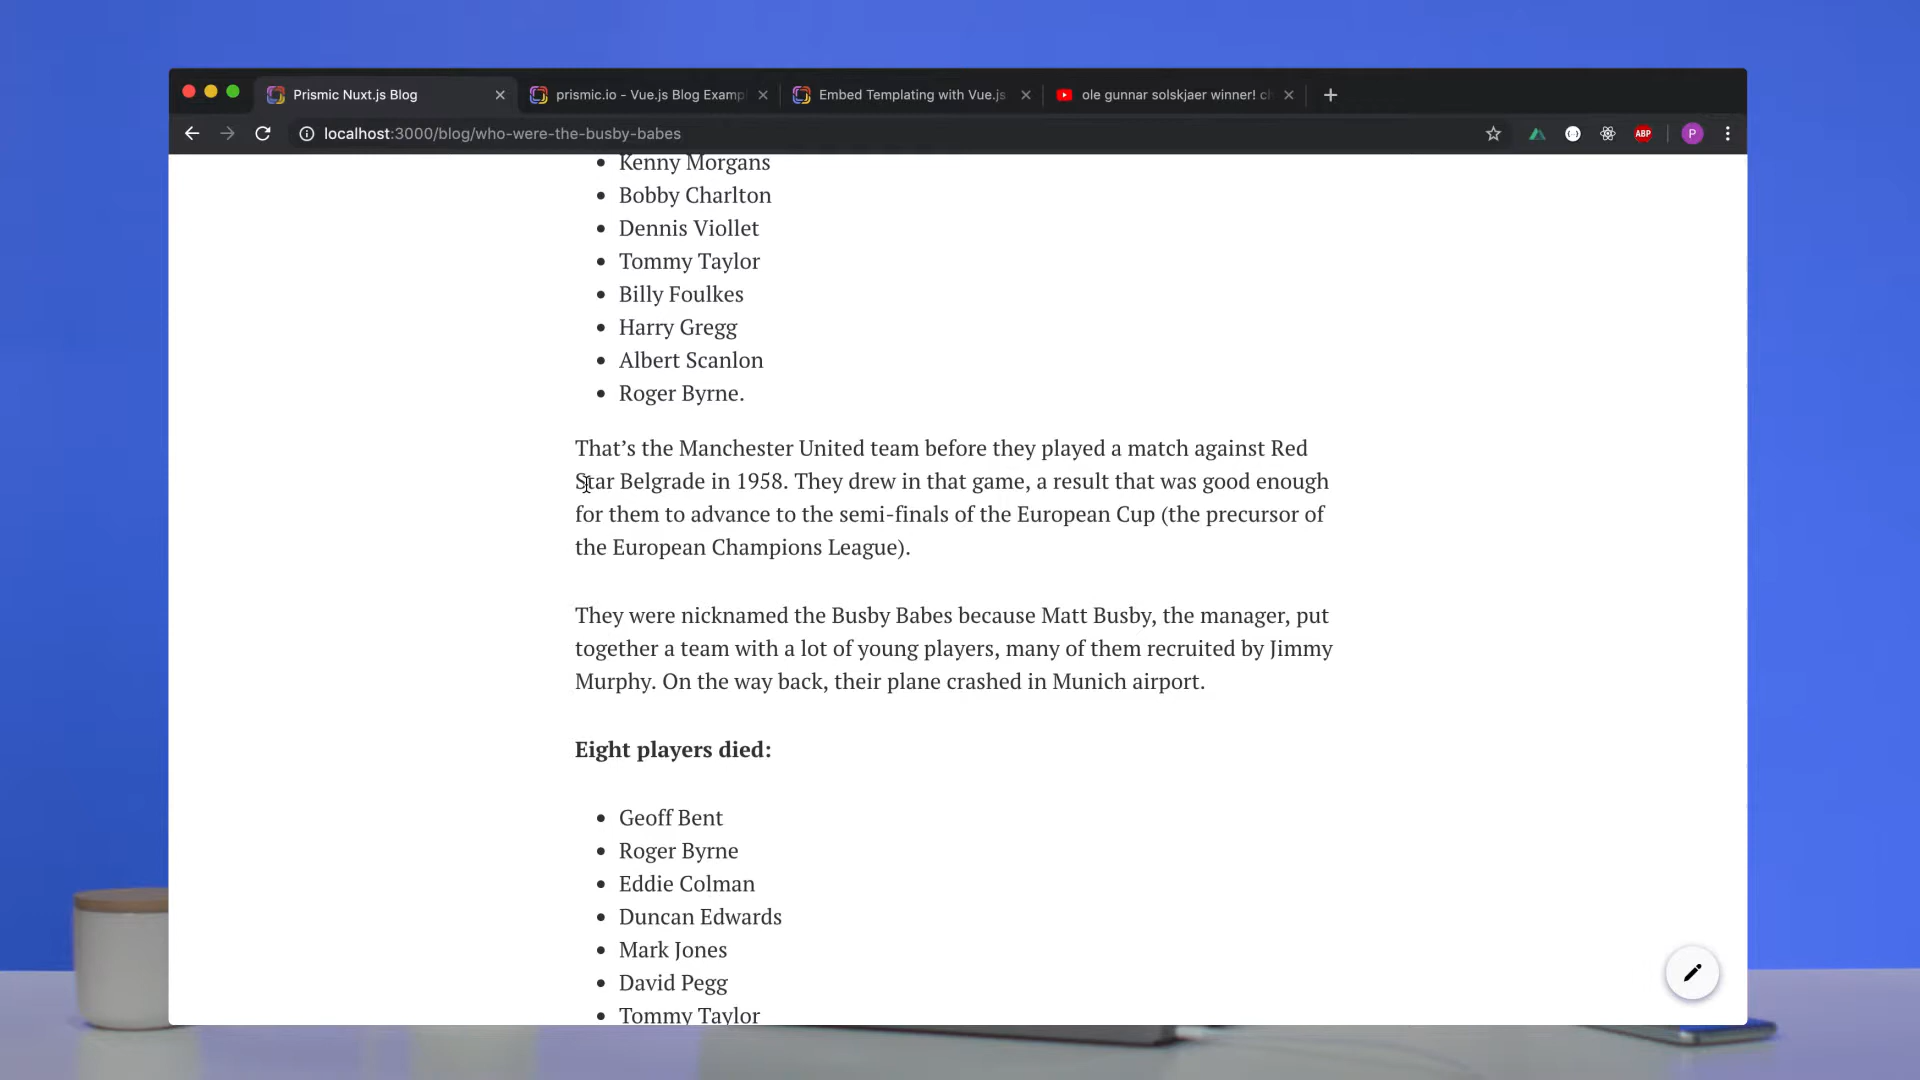 Prismic Nuxt.js Blog
prismic.io - Vue.js Blog Examp
Embed Templating with Vue.js
ole gunnar solskjaer winner! c
localhost:3000/blog/who-were-the-busby-babes
ABP
P
• Kenny Morgans
• Bobby Charlton
• Dennis Viollet
• Tommy Taylor
• Billy Foulkes
• Harry Gregg
• Albert Scanlon
• Roger Byrne.
That’s the Manchester United team before they played a match against Red
Star Belgrade in 1958. They drew in that game, a result that was good enough
for them to advance to the semi-finals of the European Cup (the precursor of
the European Champions League).
They were nicknamed the Busby Babes because Matt Busby, the manager, put
together a team with a lot of young players, many of them recruited by Jimmy
Murphy. On the way back, their plane crashed in Munich airport.
Eight players died:
• Geoff Bent
• Roger Byrne
• Eddie Colman
• Duncan Edwards
• Mark Jones
• David Pegg
• Tommy Taylor